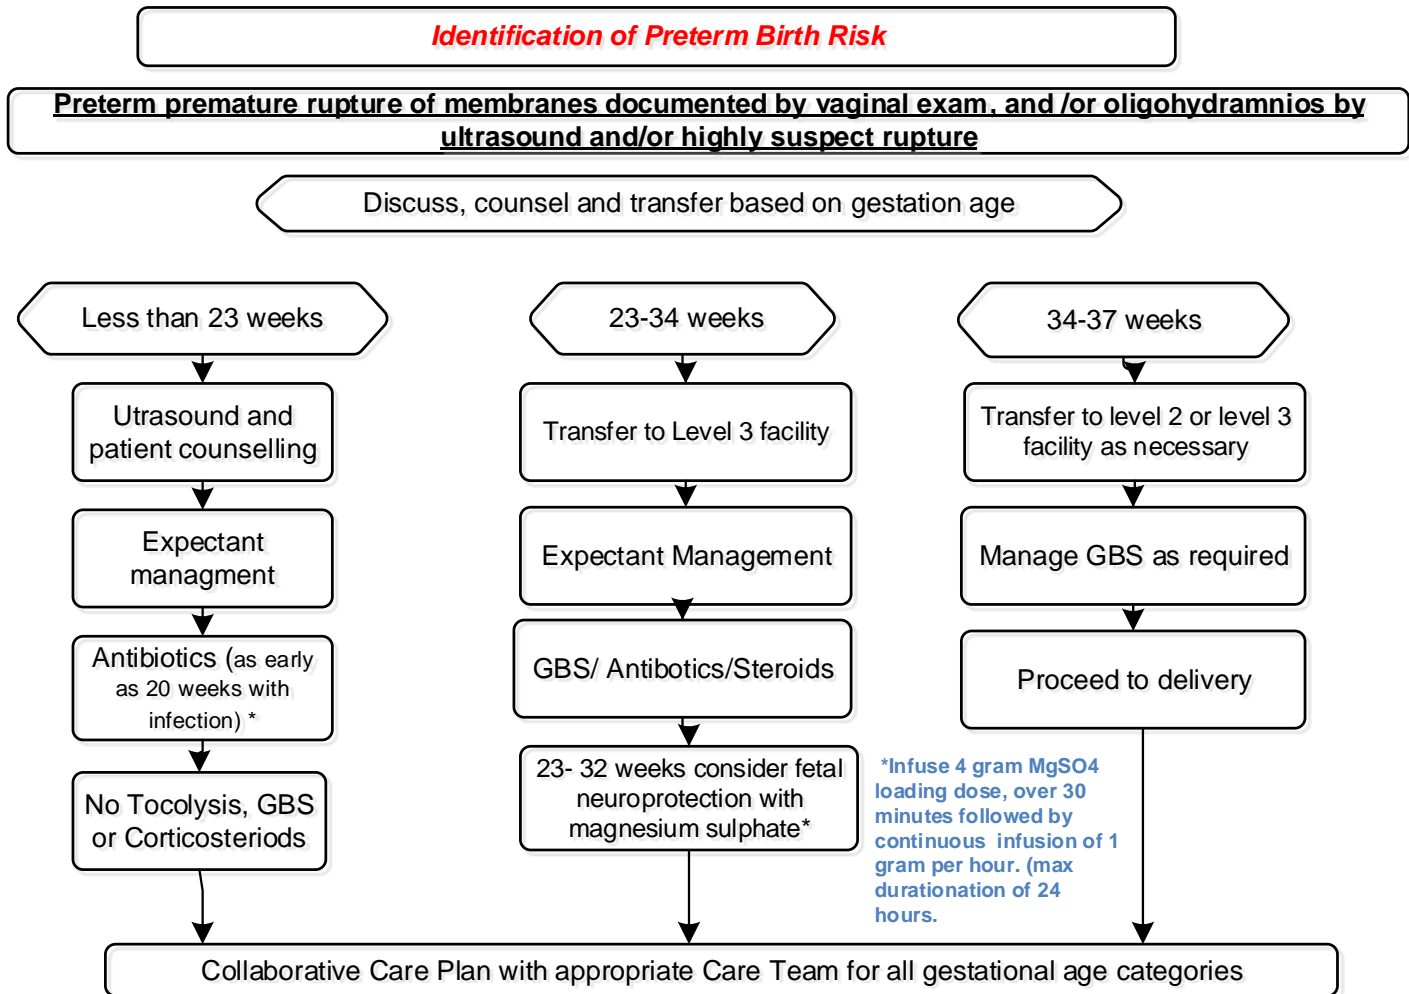 Identification of Preterm Birth Risk
Preterm premature rupture of membranes documented by vaginal exam, and /or oligohydramnios by
ultrasound and/or highly suspect rupture
Discuss, counsel and transfer based on gestation age
Less than 23 weeks
Utrasound and
patient counselling
Expectant
managment
Antibiotics (as early
as 20 weeks with
infection) *
No Tocolysis, GBS
or Corticosteriods
23-34 weeks
Transfer to Level 3 facility
Expectant Management
GBS/ Antibotics/Steroids
23- 32 weeks consider fetal
neuroprotection with
magnesium sulphate*
*Infuse 4 gram MgSO4
loading dose, over 30
minutes followed by
continuous infusion of 1
gram per hour. (max
durationation of 24
hours.
34-37 weeks
Transfer to level 2 or level 3
facility as necessary
Manage GBS as required
Proceed to delivery
Collaborative Care Plan with appropriate Care Team for all gestational age categories